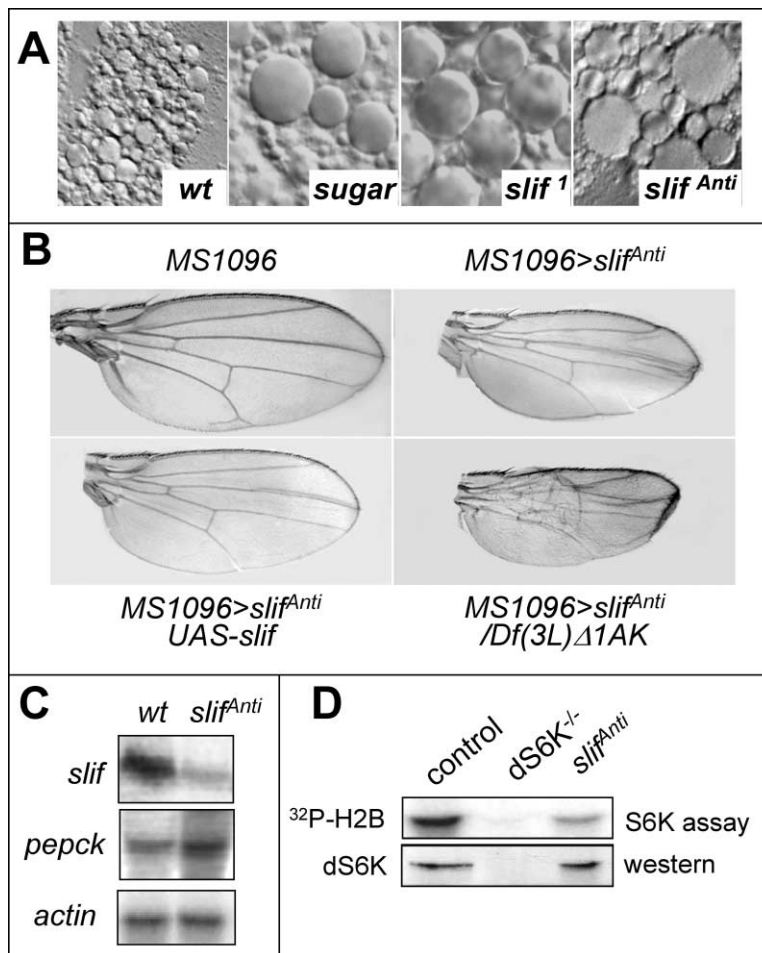 A
wt
sugar
slif 1
slif Anti
B
MS1096
MS1096>slifAnti
MS1096>slifAnti
UAS-slif
MS1096>slifAnti
/Df(3L)Δ1AK
C
wt
slifAnti
slif
pepck
actin
D
control
dS6K-/-
slifAnti
32P-H2B
S6K assay
dS6K
western